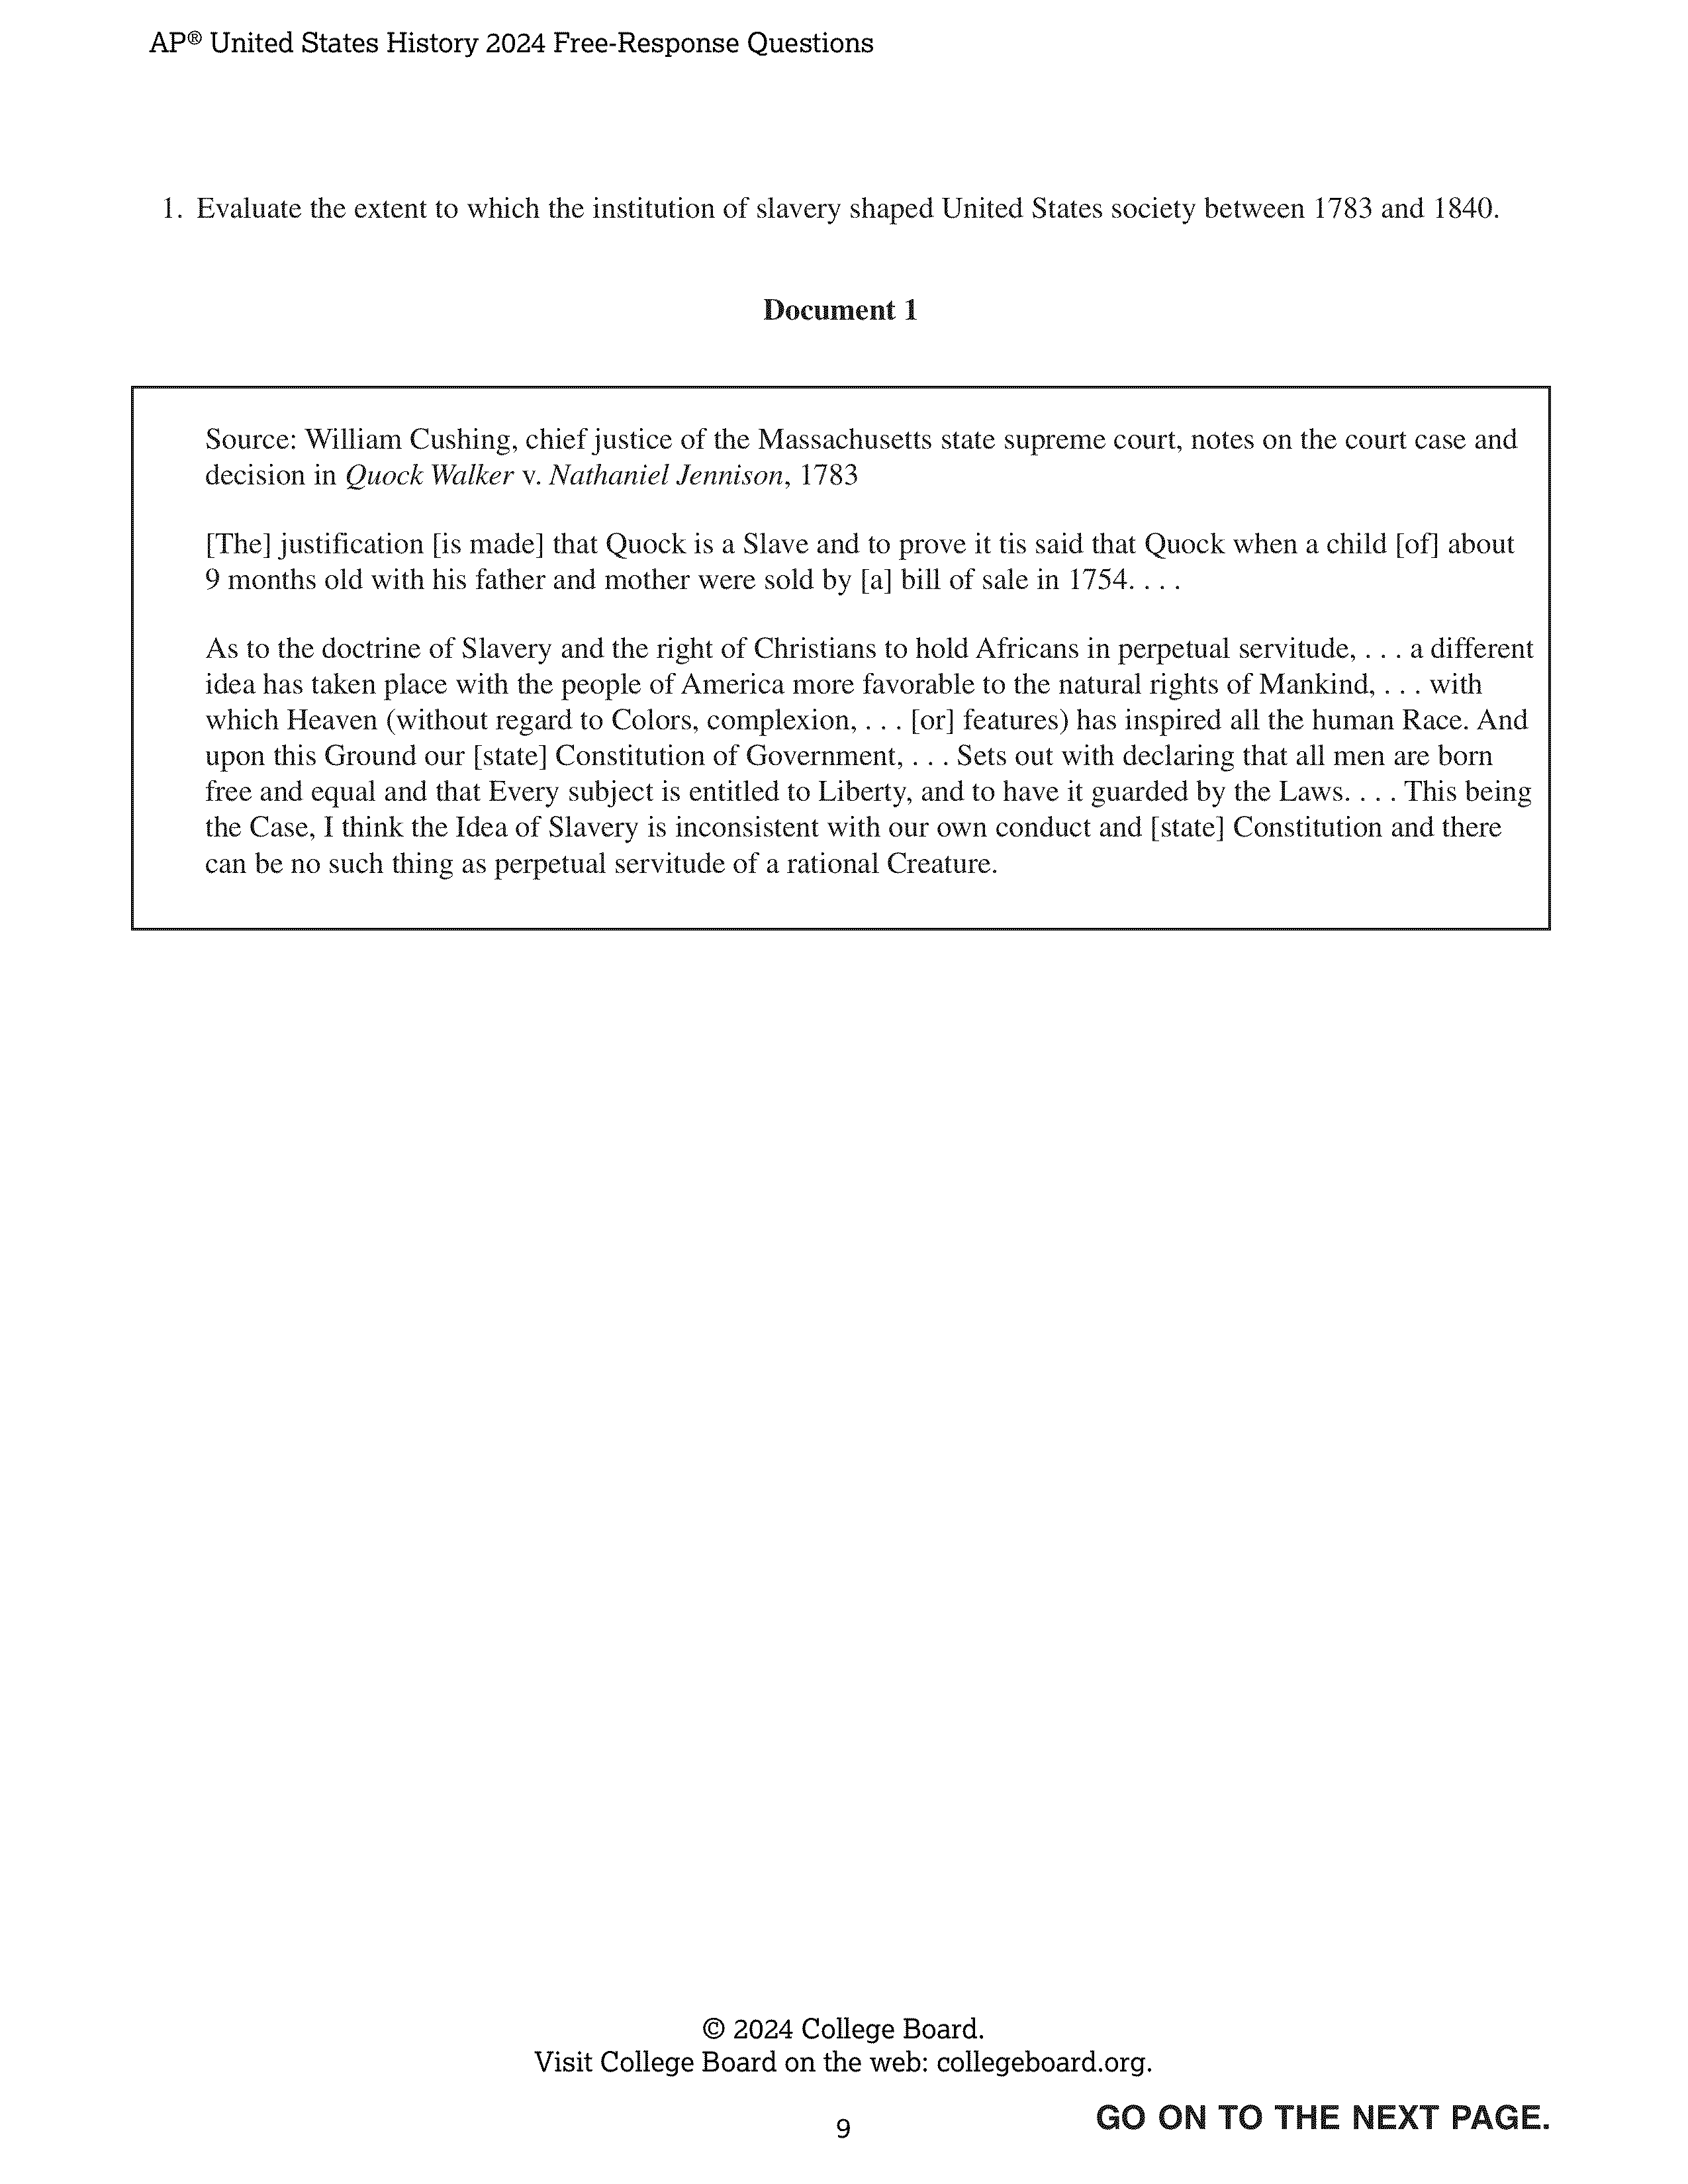 AP® United States History 2024 Free-Response Questions
1. Evaluate the extent to which the institution of slavery shaped United States society between 1783 and 1840.
Document 1
Source: William Cushing, chief justice of the Massachusetts state supreme court, notes on the court case and
decision in Quock Walker v. Nathaniel Jennison, 1783
[The] justification [is made] that Quock is a Slave and to prove it tis said that Quock when a child [of] about
9 months old with his father and mother were sold by [a] bill of sale in 1754. . . .
As to the doctrine of Slavery and the right of Christians to hold Africans in perpetual servitude, . . . a different
idea has taken place with the people of America more favorable to the natural rights of Mankind, . . . with
which Heaven (without regard to Colors, complexion, . . . [or] features) has inspired all the human Race. And
upon this Ground our [state] Constitution of Government, . . . Sets out with declaring that all men are born
free and equal and that Every subject is entitled to Liberty, and to have it guarded by the Laws. . . . This being
the Case, I think the Idea of Slavery is inconsistent with our own conduct and [state] Constitution and there
can be no such thing as perpetual servitude of a rational Creature.
© 2024 College Board.
Visit College Board on the web: collegeboard.org.
GO ON TO THE NEXT PAGE.
9